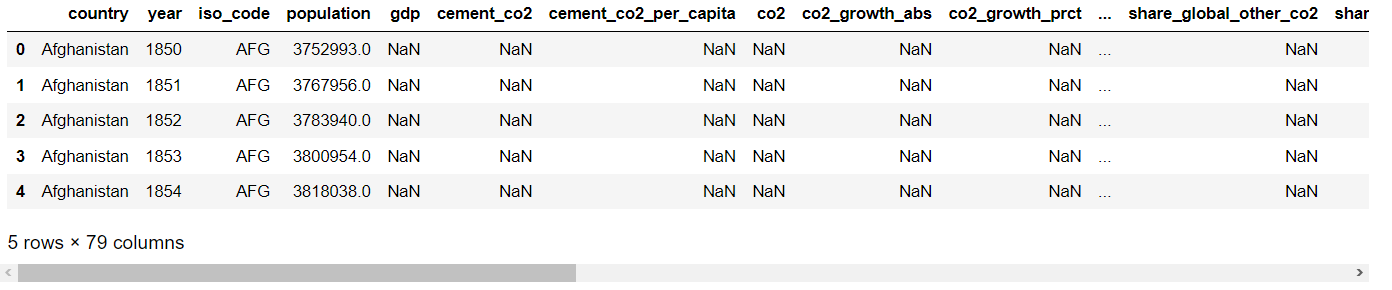 country year iso_code population gdp cement_co2 cement_co2_per_capita co2 co2_growth_abs co2_growth_prct ... share_global_other_co2 shar
0 Afghanistan 1850 AFG 3752993.0 NaN NaN NaN NaN NaN NaN ... NaN
1 Afghanistan 1851 AFG 3767956.0 NaN NaN NaN NaN NaN NaN ... NaN
2 Afghanistan 1852 AFG 3783940.0 NaN NaN NaN NaN NaN NaN ... NaN
3 Afghanistan 1853 AFG 3800954.0 NaN NaN NaN NaN NaN NaN ... NaN
4 Afghanistan 1854 AFG 3818038.0 NaN NaN NaN NaN NaN NaN ... NaN
5 rows × 79 columns